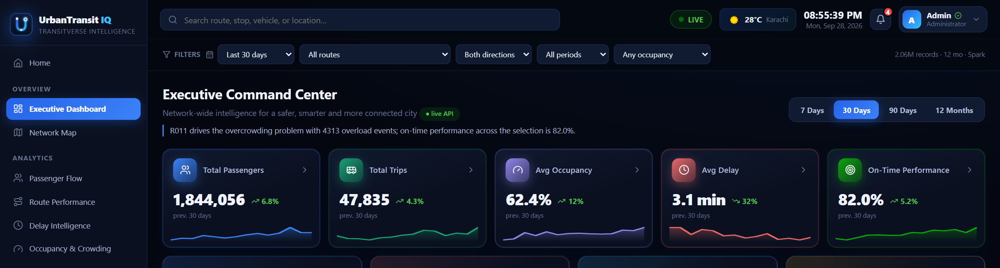 UrbanTransit IQ
TRANSITVERSE INTELLIGENCE
Home
OVERVIEW
Executive Dashboard
Network Map
ANALYTICS
Passenger Flow
Route Performance
Delay Intelligence
Occupancy & Crowding
Search route, stop, vehicle, or location...
LIVE
28°C Karachi
08:55:39 PM
Mon, Sep 28, 2026
4
A
Admin
Administrator
FILTERS
Last 30 days
All routes
Both directions
All periods
Any occupancy
2.06M records · 12 mo · Spark
Executive Command Center
Network-wide intelligence for a safer, smarter and more connected city
live API
R011 drives the overcrowding problem with 4313 overload events; on-time performance across the selection is 82.0%.
7 Days
30 Days
90 Days
12 Months
Total Passengers
1,844,056 6.8%
prev. 30 days
Total Trips
47,835 4.3%
prev. 30 days
Avg Occupancy
62.4% 12%
prev. 30 days
Avg Delay
3.1 min 32%
prev. 30 days
On-Time Performance
82.0% 5.2%
prev. 30 days